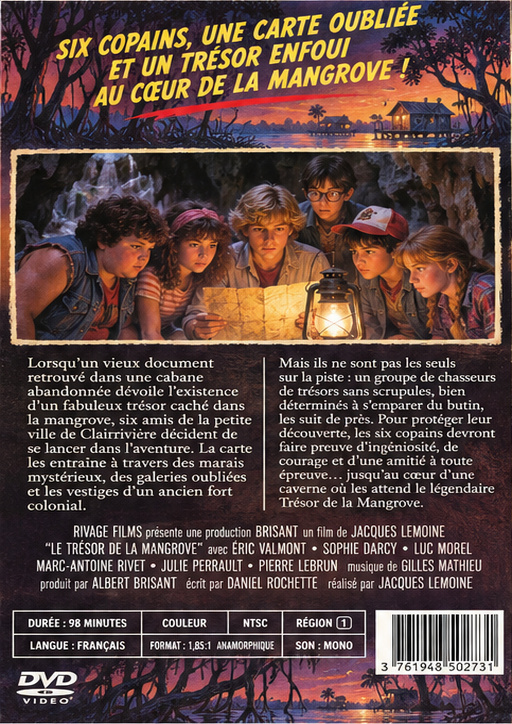 SIX COPAINS, UNE CARTE OUBLIÉE
ET UN TRÉSOR ENFOUI
AU CŒUR DE LA MANGROVE !
Lorsqu'un vieux document
retrouvé dans une cabane
abandonnée dévoile l'existence
d'un fabuleux trésor caché dans
la mangrove, six amis de la petite
ville de Clairrivière décident de
se lancer dans l'aventure. La carte
les entraîne à travers des marais
mystérieux, des galeries oubliées
et les vestiges d'un ancien fort
colonial.
Mais ils ne sont pas les seuls
sur la piste : un groupe de chasseurs
de trésors sans scrupules, bien
déterminés à s'emparer du butin,
les suit de près. Pour protéger leur
découverte, les six copains devront
faire preuve d'ingéniosité, de
courage et d'une amitié à toute
épreuve... jusqu'au cœur d'une
caverne où les attend le légendaire
Trésor de la Mangrove.
RIVAGE FILMS présente une production BRISANT un film de JACQUES LEMOINE
"LE TRÉSOR DE LA MANGROVE" avec ÉRIC VALMONT • SOPHIE DARCY • LUC MOREL
MARC-ANTOINE RIVET • JULIE PERRAULT • PIERRE LEBRUN musique de GILLES MATHIEU
produit par ALBERT BRISANT écrit par DANIEL ROCHETTE réalisé par JACQUES LEMOINE
DURÉE : 98 MINUTES COULEUR NTSC RÉGION 1
LANGUE : FRANÇAIS FORMAT : 1,85:1 ANAMORPHIQUE SON : MONO
3 761948 502731
DVD
VIDEO